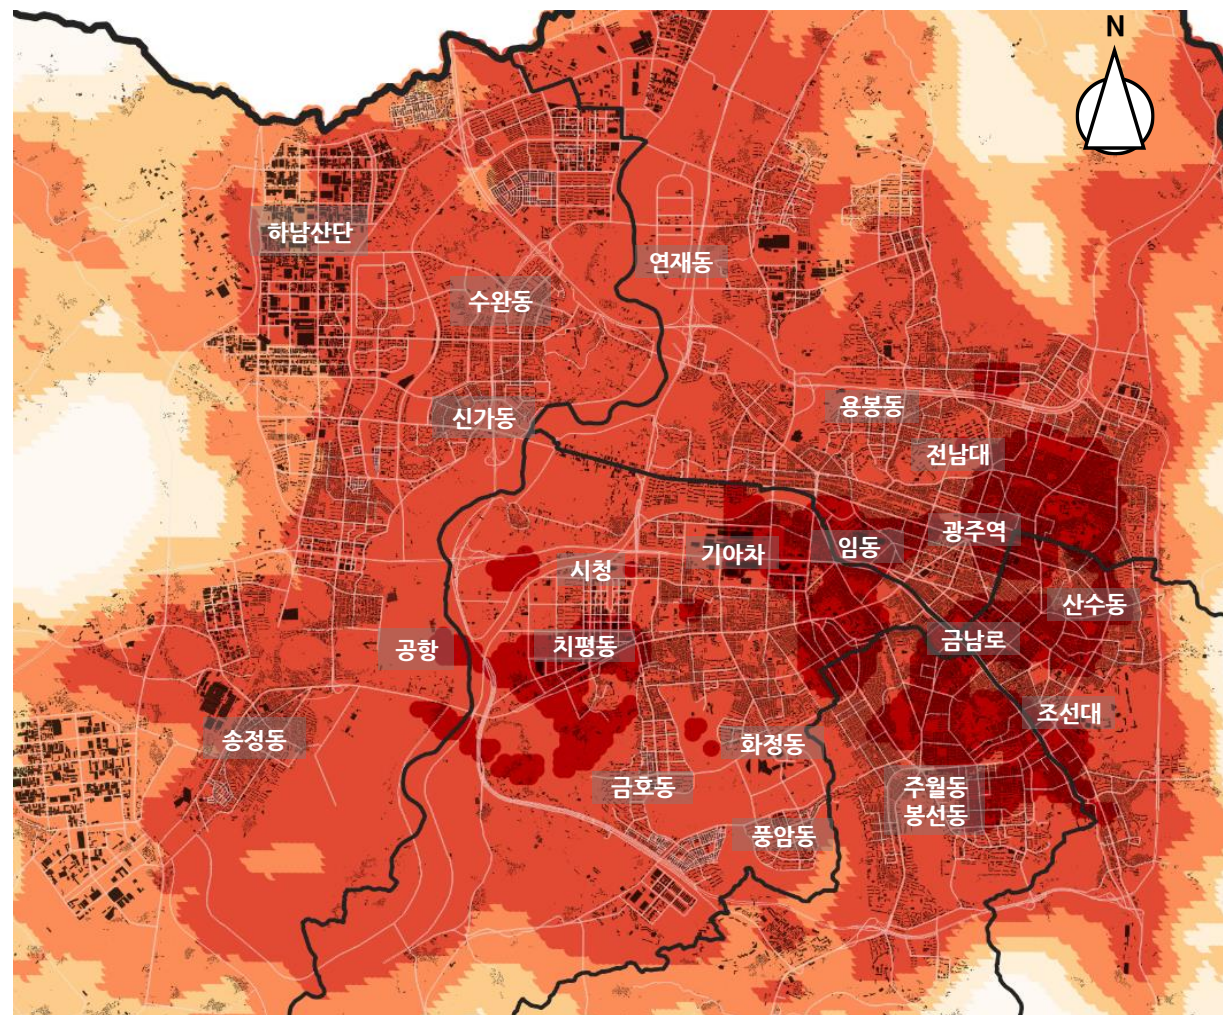 N
하남산단
연재동
수완동
신가동
용봉동
전남대
광주역
임동
기아차
시청
산수동
금남로
치평동
공항
조선대
송정동
화정동
금호동
주월동
봉선동
풍암동